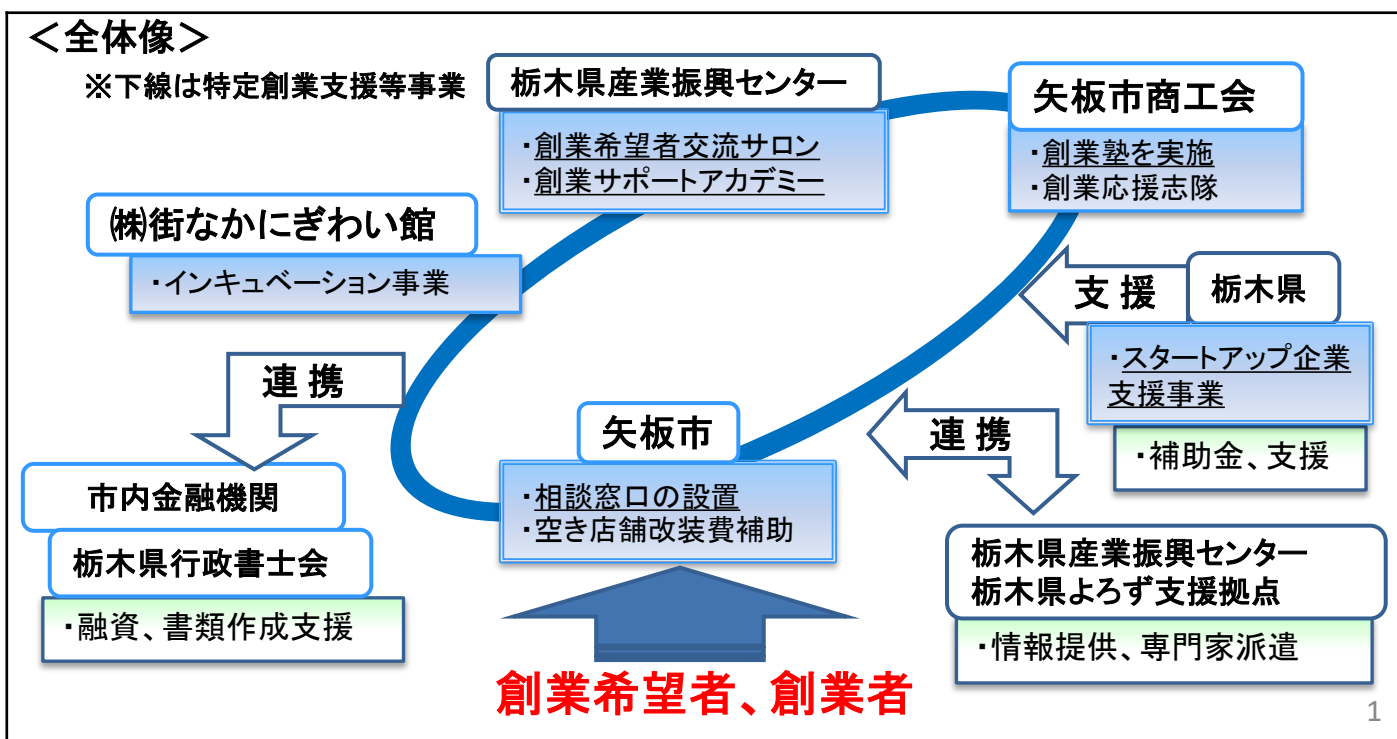 ＜全体像＞
※下線は特定創業支援等事業
栃木県産業振興センター
・創業希望者交流サロン
・創業サポートアカデミー
矢板市商工会
・創業塾を実施
・創業応援志隊
㈱街なかにぎわい館
・インキュベーション事業
支 援
栃木県
・スタートアップ企業
支援事業
・補助金、支援
連 携
市内金融機関
栃木県行政書士会
・融資、書類作成支援
矢板市
・相談窓口の設置
・空き店舗改装費補助
連 携
栃木県産業振興センター
栃木県よろず支援拠点
・情報提供、専門家派遣
創業希望者、創業者
1